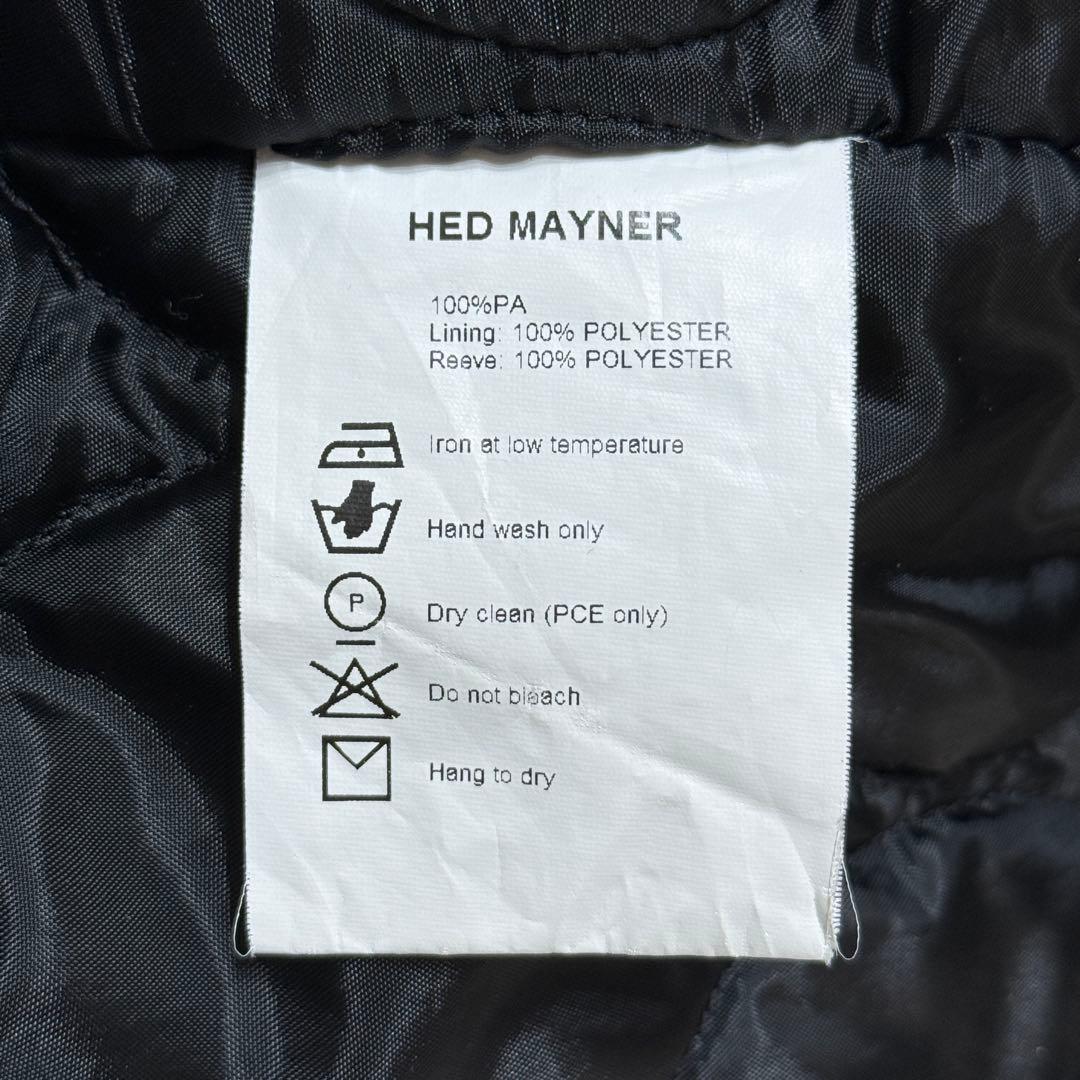 HED MAYNER
100%PA
Lining: 100% POLYESTER
Reeve: 100% POLYESTER
Iron at low temperature
Hand wash only
P
Dry clean (PCE only)
Do not bleach
Hang to dry